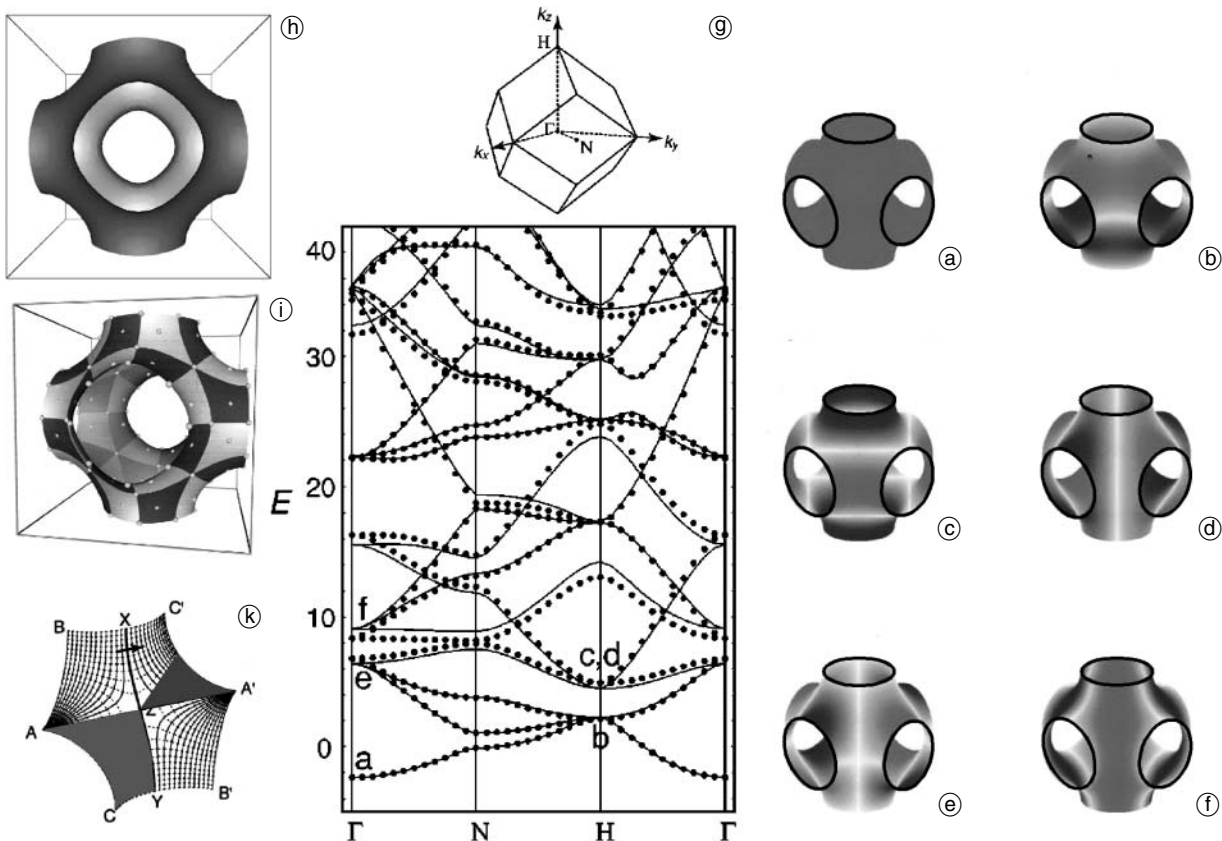 ⓗ
k_z
H
ⓖ
Γ
N
k_x
k_y
ⓐ
ⓑ
ⓘ
40
30
20
E
10
0
f
e
a
c,d
b
Γ
N
H
Γ
ⓒ
ⓓ
ⓚ
B
X
C'
A'
Z
A
C
Y
B'
ⓔ
ⓕ